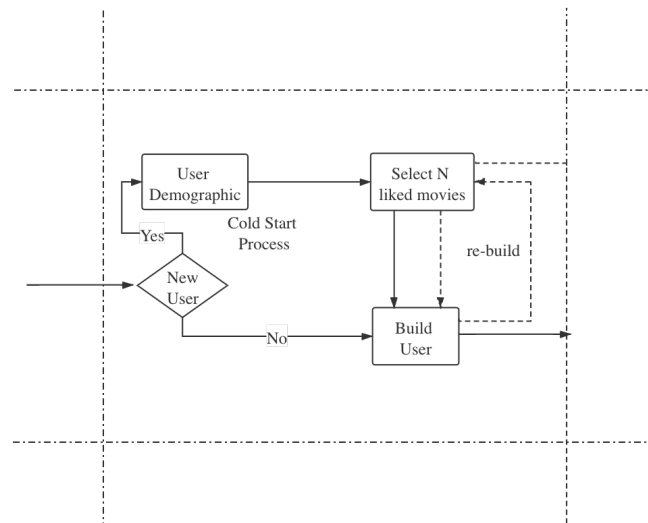 User
Demographic
Select N
liked movies
Cold Start
Process
Yes
re-build
New
User
No
Build
User